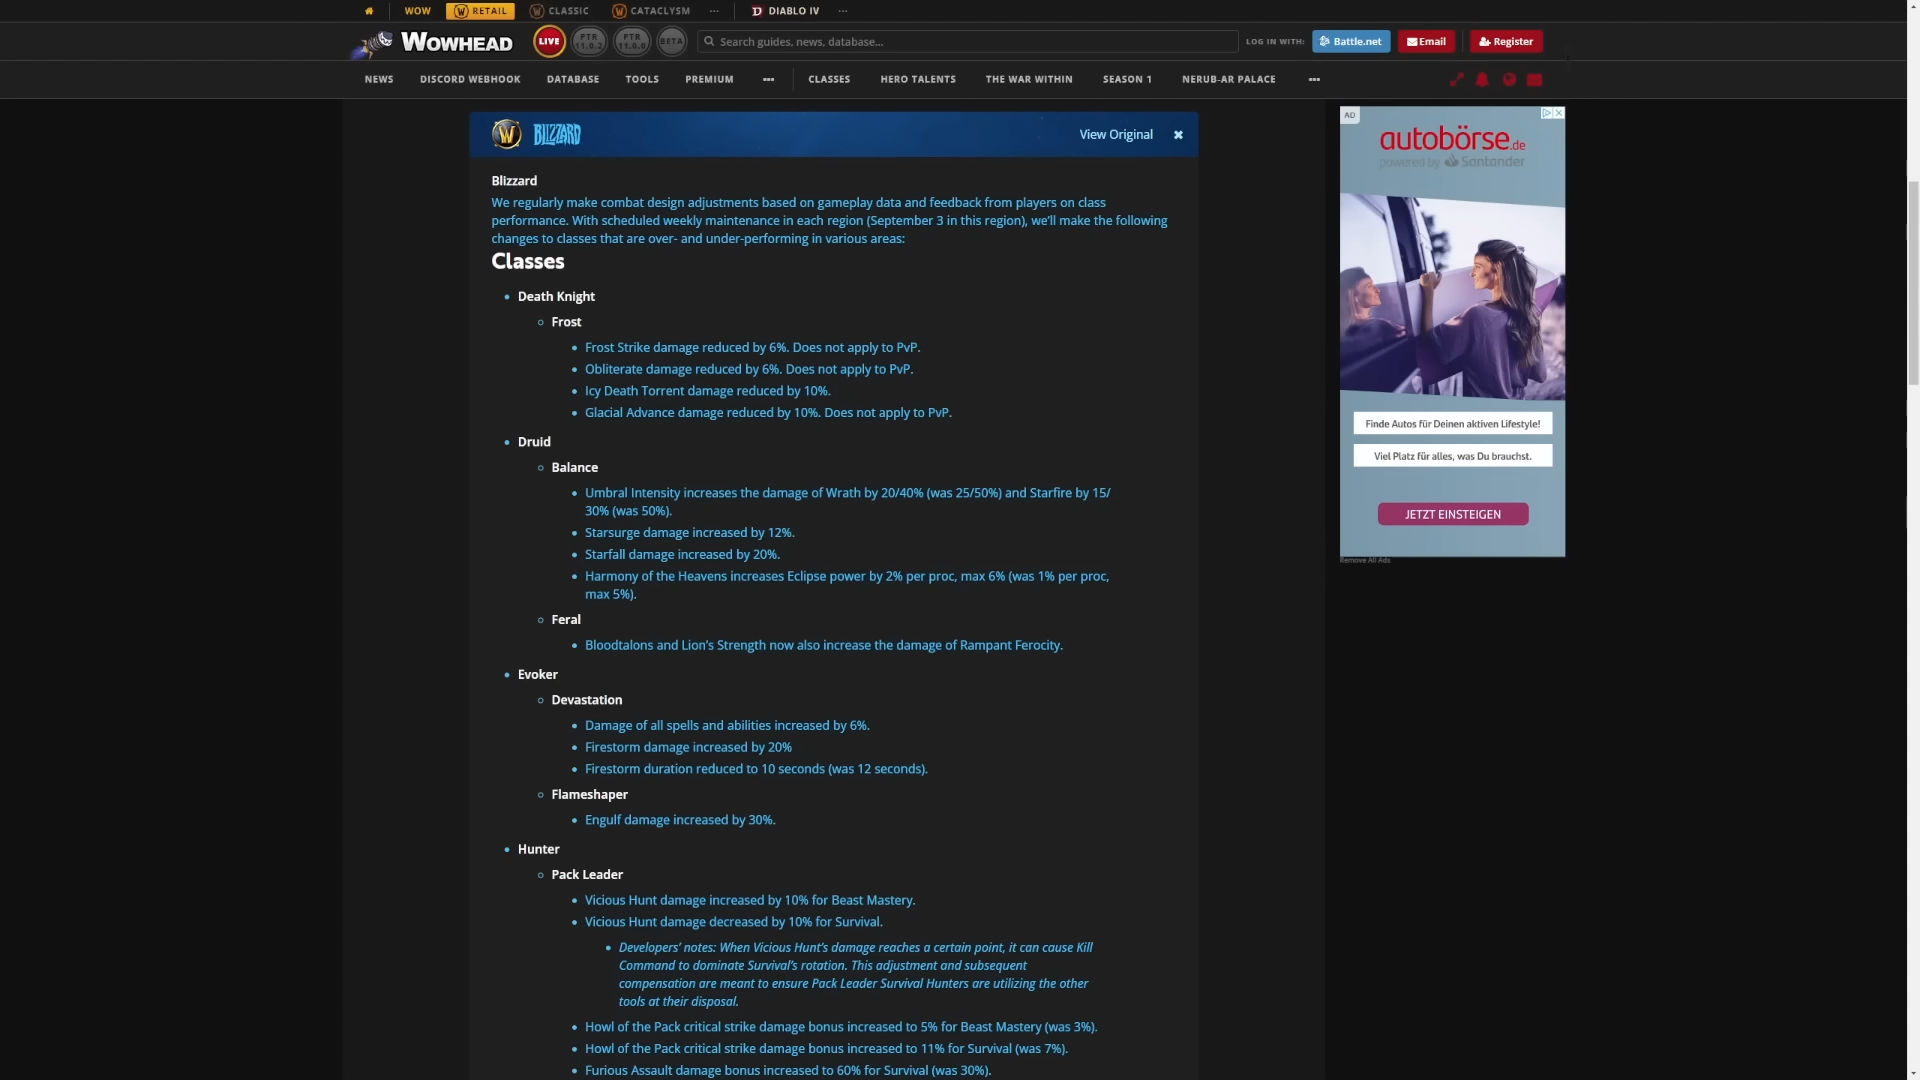 WOW
RETAIL
CLASSIC
CATACLYSM
DIABLO IV
WOWHEAD
LIVE
PTR 11.0.2
PTR 11.0.0
BETA
Search guides, news, database...
LOG IN WITH:
Battle.net
Email
Register
NEWS
DISCORD WEBHOOK
DATABASE
TOOLS
PREMIUM
CLASSES
HERO TALENTS
THE WAR WITHIN
SEASON 1
NERUB-AR PALACE
BLIZZARD
View Original
Blizzard
We regularly make combat design adjustments based on gameplay data and feedback from players on class
performance. With scheduled weekly maintenance in each region (September 3 in this region), we'll make the following
changes to classes that are over- and under-performing in various areas:
Classes
Death Knight
Frost
Frost Strike damage reduced by 6%. Does not apply to PvP.
Obliterate damage reduced by 6%. Does not apply to PvP.
Icy Death Torrent damage reduced by 10%.
Glacial Advance damage reduced by 10%. Does not apply to PvP.
Druid
Balance
Umbral Intensity increases the damage of Wrath by 20/40% (was 25/50%) and Starfire by 15/
30% (was 50%).
Starsurge damage increased by 12%.
Starfall damage increased by 20%.
Harmony of the Heavens increases Eclipse power by 2% per proc, max 6% (was 1% per proc,
max 5%).
Feral
Bloodtalons and Lion's Strength now also increase the damage of Rampant Ferocity.
Evoker
Devastation
Damage of all spells and abilities increased by 6%.
Firestorm damage increased by 20%
Firestorm duration reduced to 10 seconds (was 12 seconds).
Flameshaper
Engulf damage increased by 30%.
Hunter
Pack Leader
Vicious Hunt damage increased by 10% for Beast Mastery.
Vicious Hunt damage decreased by 10% for Survival.
Developers' notes: When Vicious Hunt's damage reaches a certain point, it can cause Kill
Command to dominate Survival's rotation. This adjustment and subsequent
compensation are meant to ensure Pack Leader Survival Hunters are utilizing the other
tools at their disposal.
Howl of the Pack critical strike damage bonus increased to 5% for Beast Mastery (was 3%).
Howl of the Pack critical strike damage bonus increased to 11% for Survival (was 7%).
Furious Assault damage bonus increased to 60% for Survival (was 30%).
AD
autobörse.de
powered by Santander
Finde Autos für Deinen aktiven Lifestyle!
Viel Platz für alles, was Du brauchst.
JETZT EINSTEIGEN
Remove All Ads